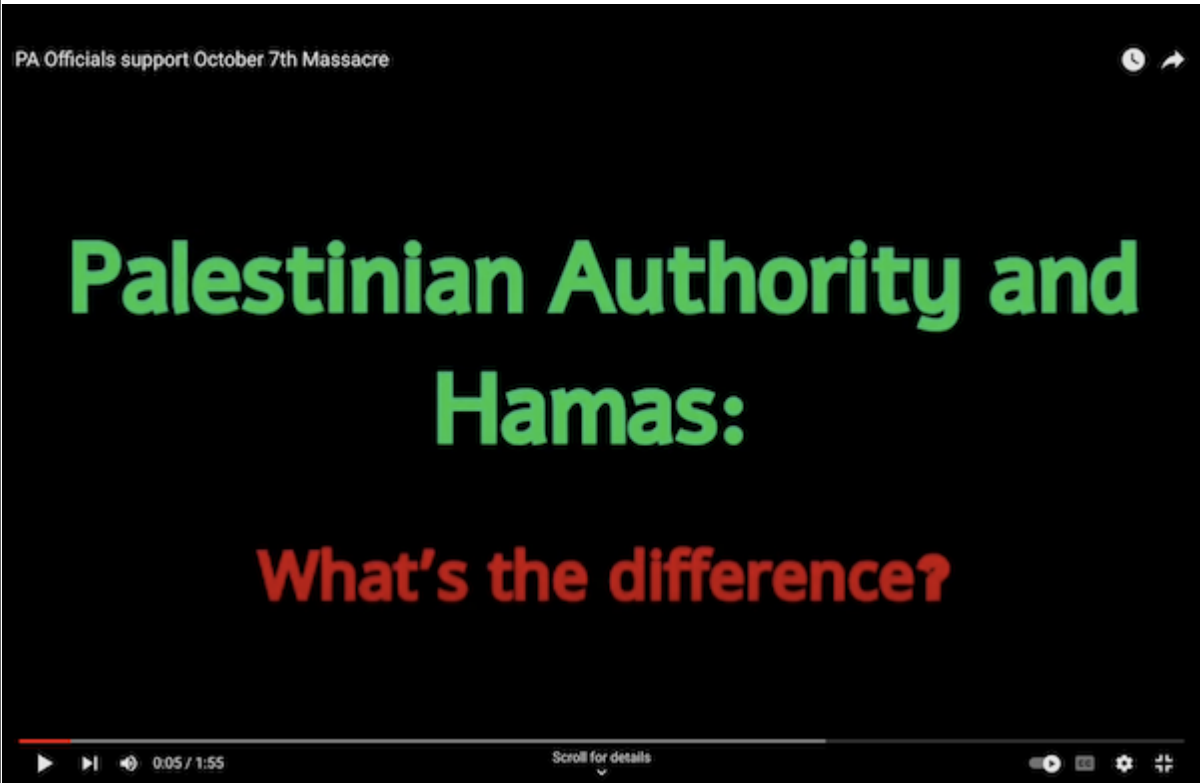 PA Officials support October 7th Massacre
Palestinian Authority and
Hamas:
What's the difference?
0:05 / 1:55
Scroll for details
CC